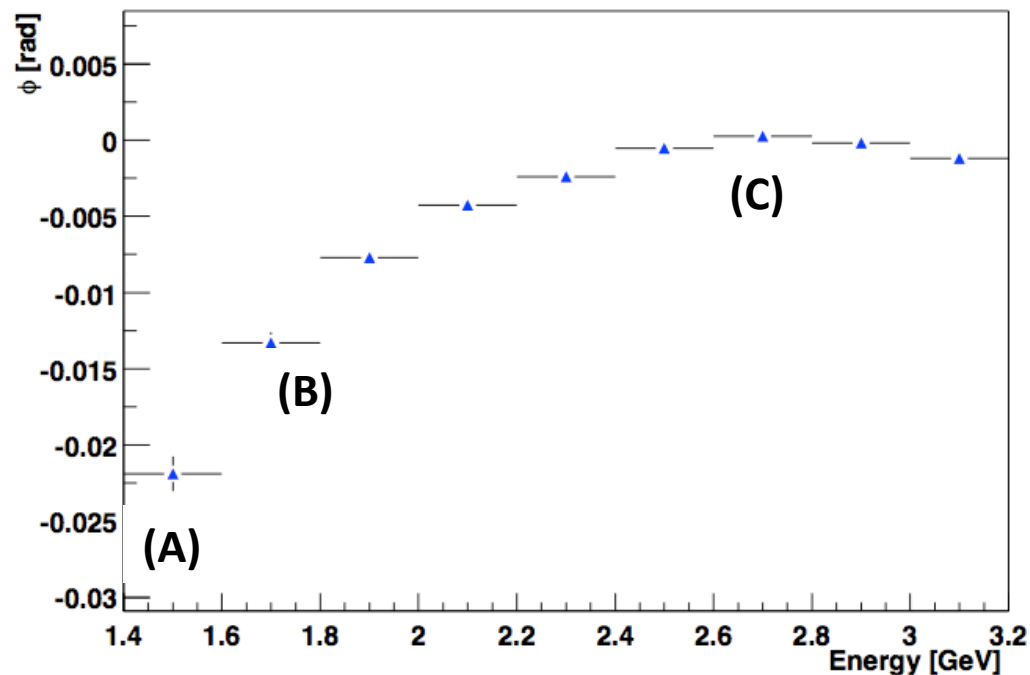 ϕ [rad]
0.005
0
-0.005
-0.01
-0.015
-0.02
-0.025
-0.03
(A)
(B)
(C)
1.4 1.6 1.8 2 2.2 2.4 2.6 2.8 3 3.2
Energy [GeV]